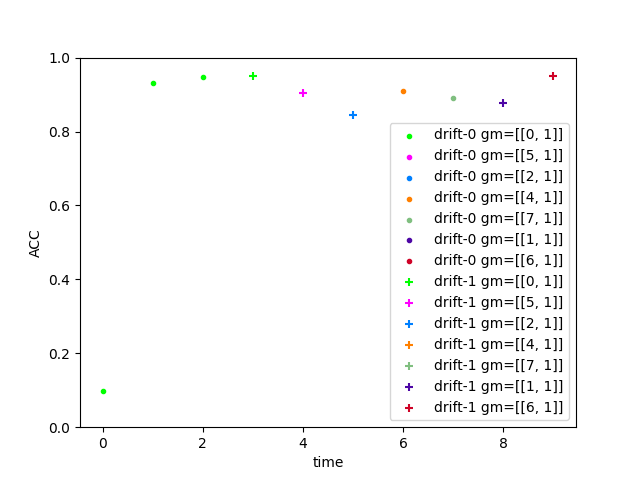 1.0
0.8
0.6
0.4
0.2
0.0
ACC
0 2 4 6 8
time
drift-0 gm=[[0, 1]]
drift-0 gm=[[5, 1]]
drift-0 gm=[[2, 1]]
drift-0 gm=[[4, 1]]
drift-0 gm=[[7, 1]]
drift-0 gm=[[1, 1]]
drift-0 gm=[[6, 1]]
drift-1 gm=[[0, 1]]
drift-1 gm=[[5, 1]]
drift-1 gm=[[2, 1]]
drift-1 gm=[[4, 1]]
drift-1 gm=[[7, 1]]
drift-1 gm=[[1, 1]]
drift-1 gm=[[6, 1]]